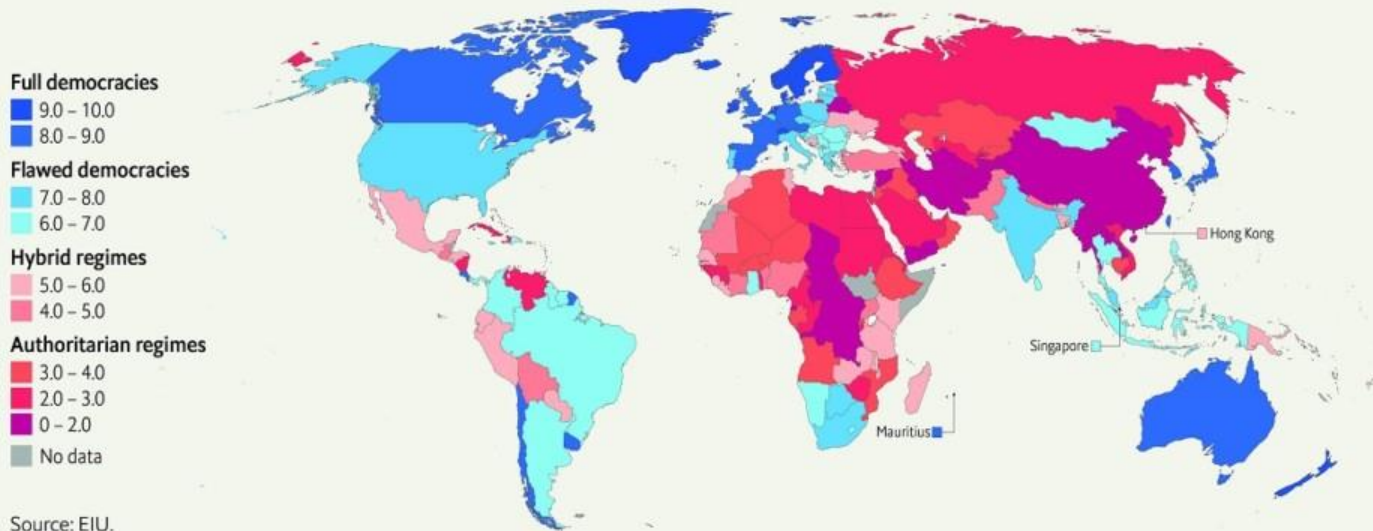 Full democracies
9.0 – 10.0
8.0 – 9.0
Flawed democracies
7.0 – 8.0
6.0 – 7.0
Hybrid regimes
5.0 – 6.0
4.0 – 5.0
Authoritarian regimes
3.0 – 4.0
2.0 – 3.0
0 – 2.0
No data
Source: EIU.
Hong Kong
Singapore
Mauritius